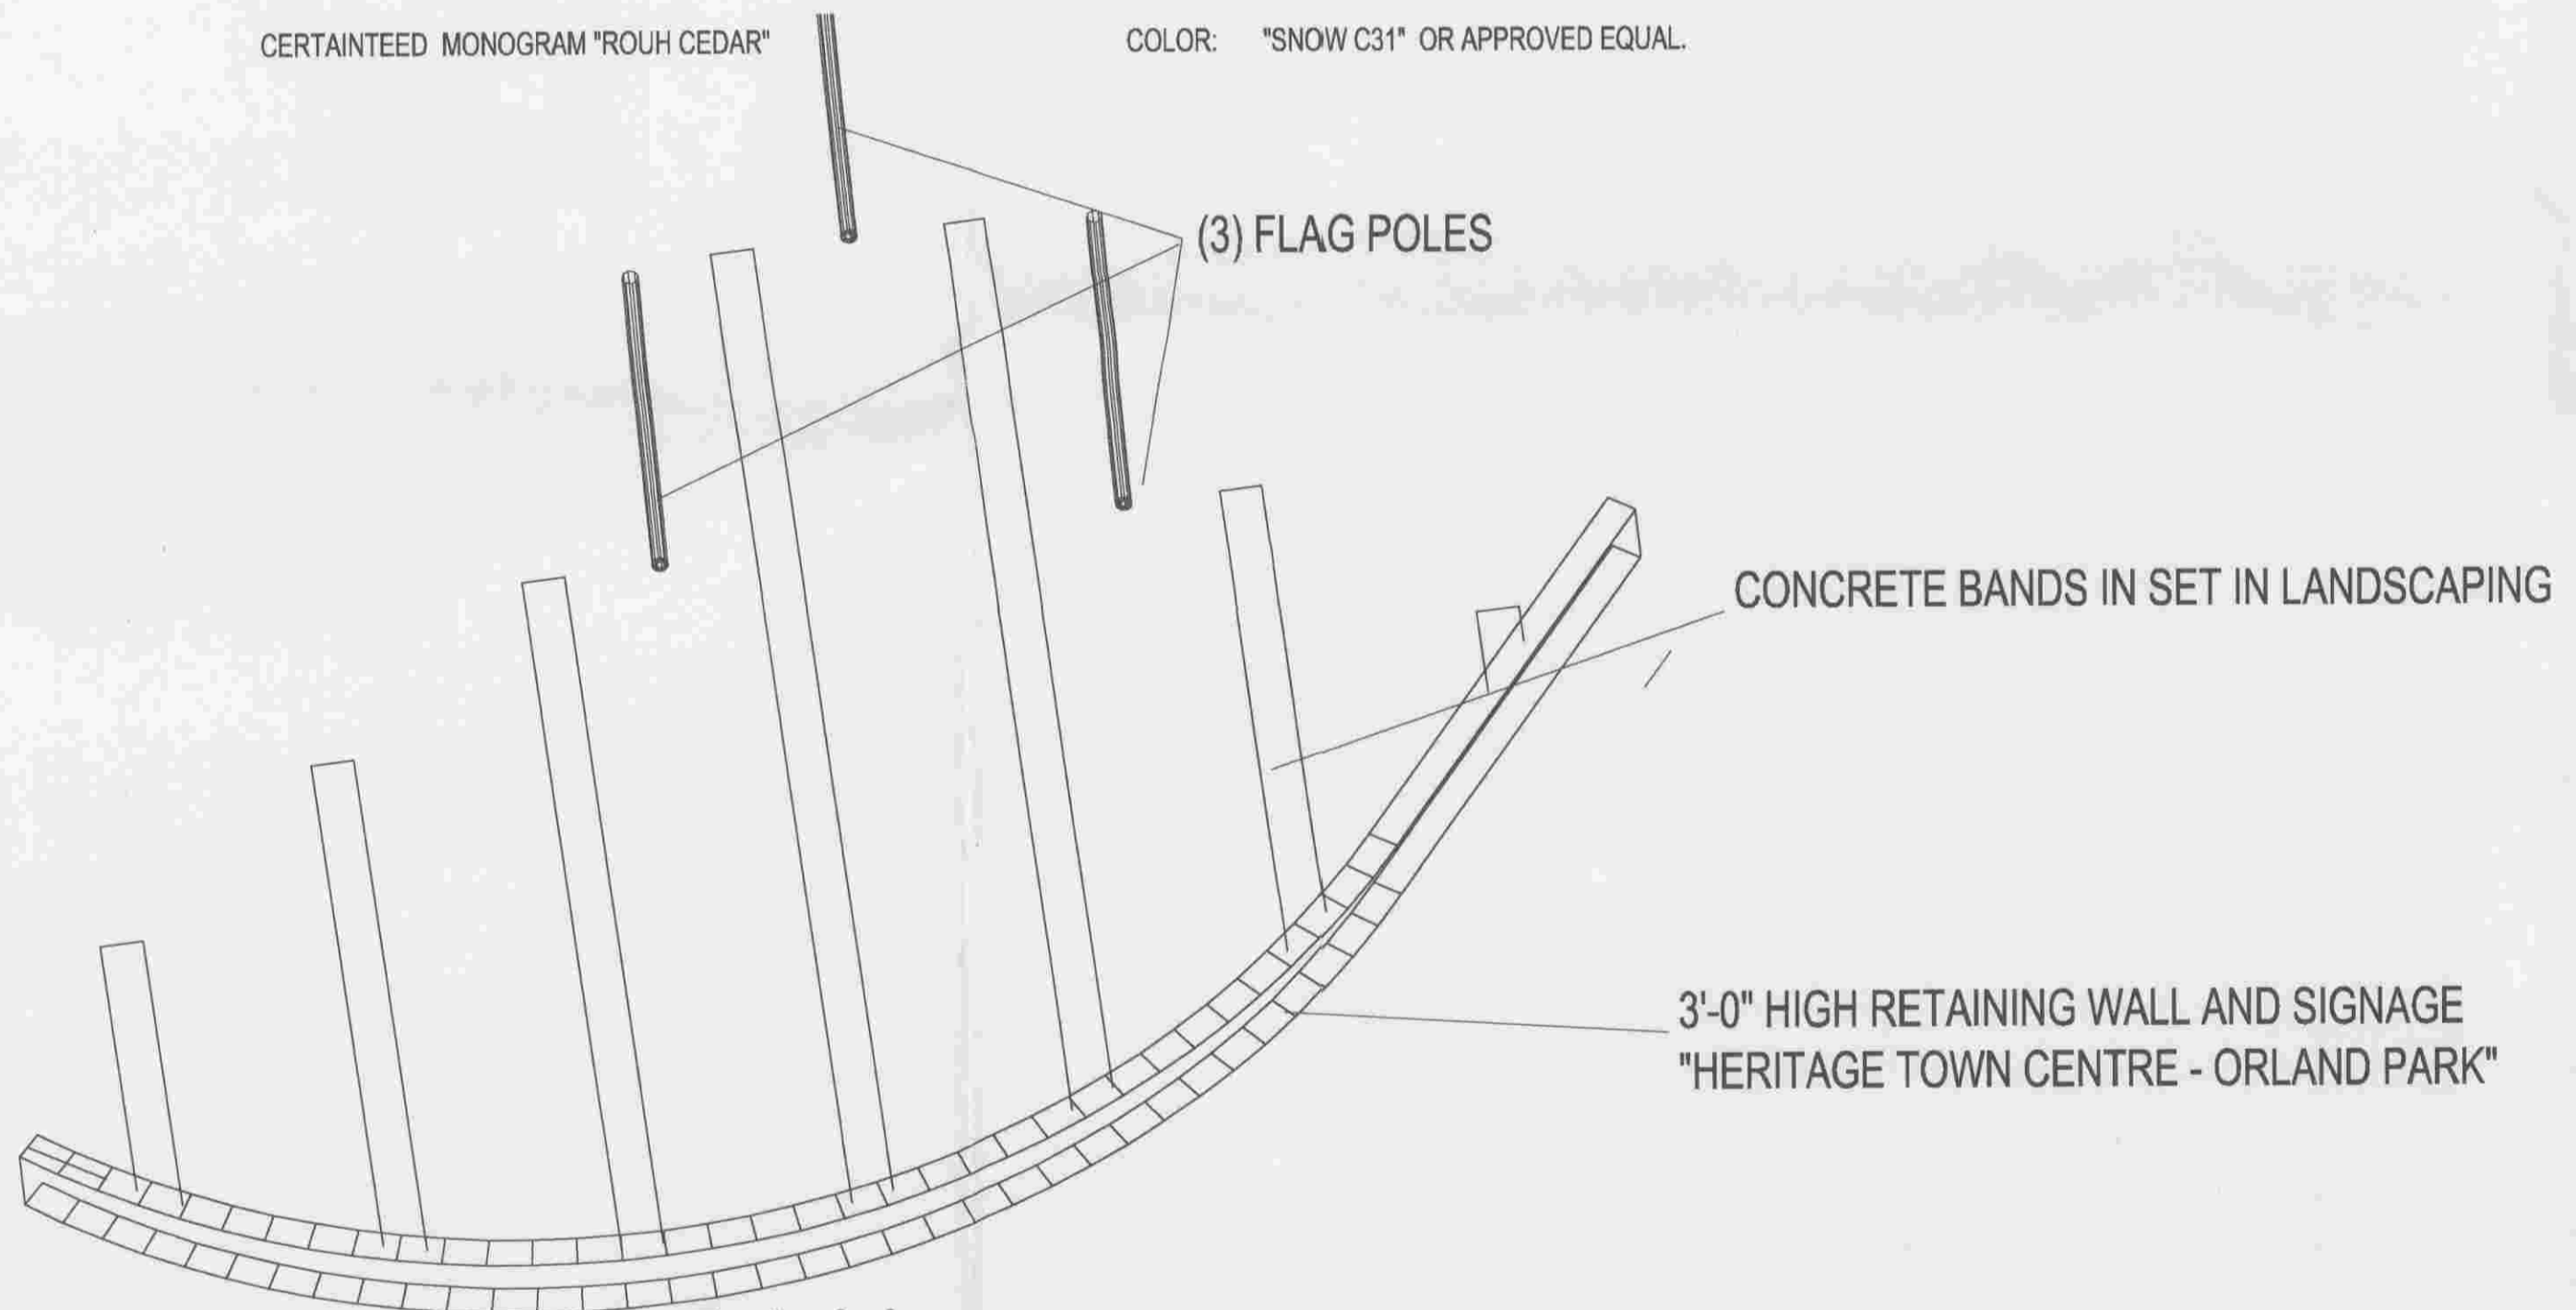 CERTAINTEED MONOGRAM "ROUH CEDAR" COLOR: "SNOW C31" OR APPROVED EQUAL.
(3) FLAG POLES
CONCRETE BANDS IN SET IN LANDSCAPING
3'-0" HIGH RETAINING WALL AND SIGNAGE
"HERITAGE TOWN CENTRE - ORLAND PARK"